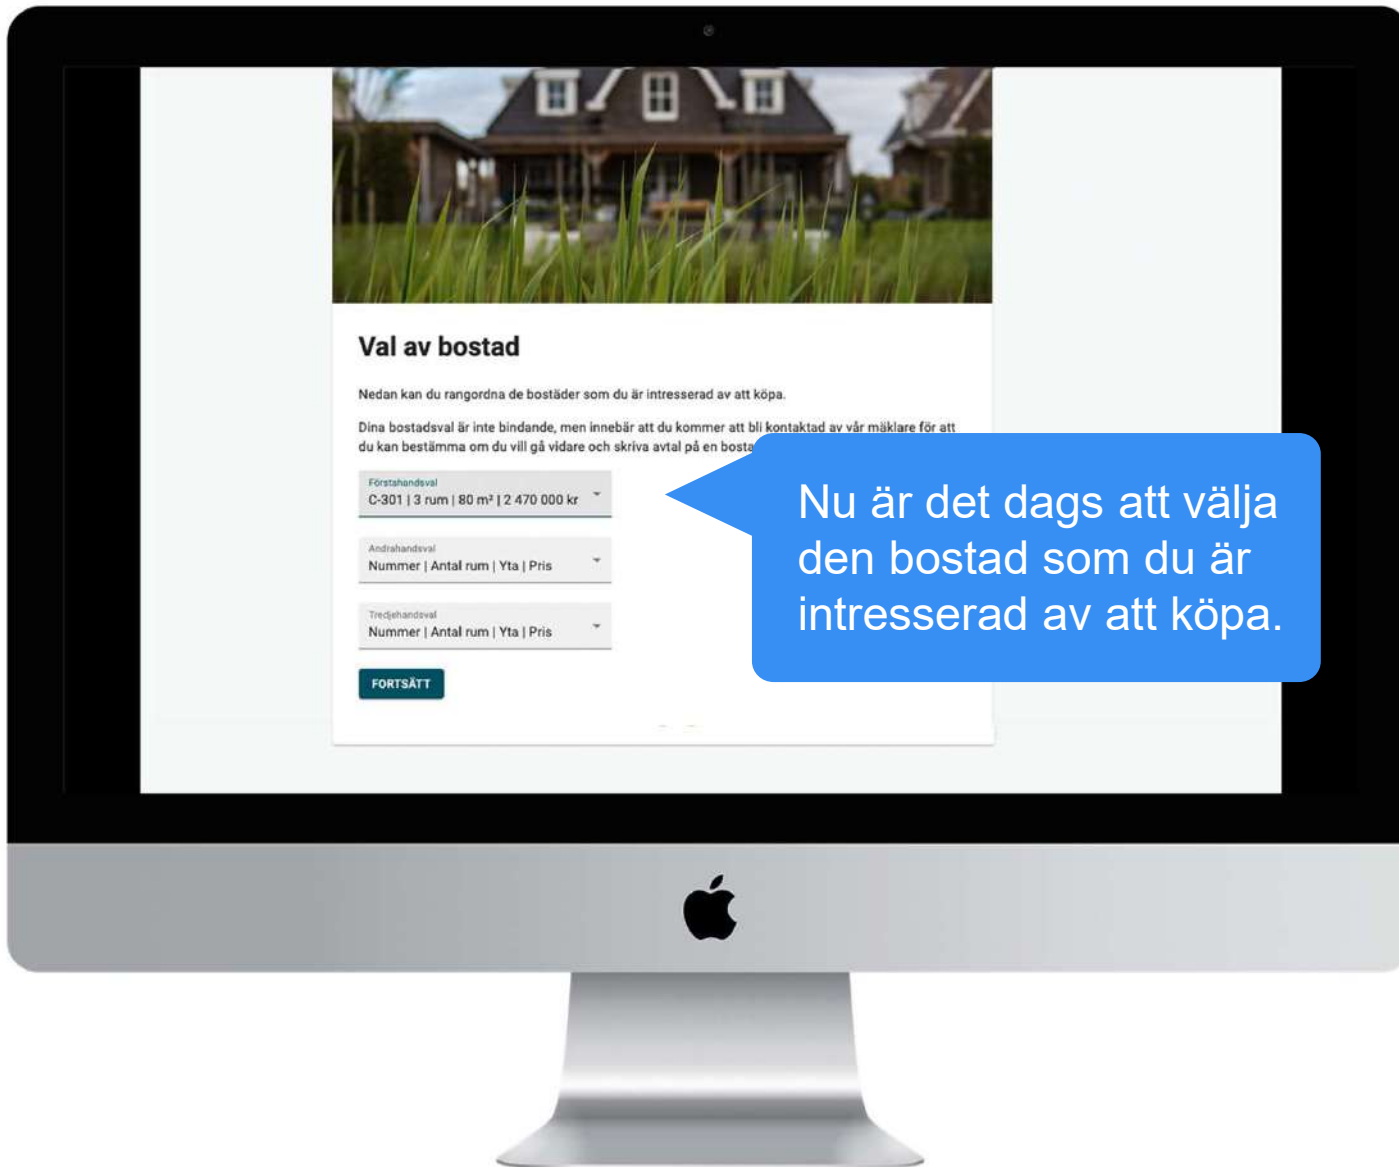 Val av bostad
Nedan kan du rangordna de bostäder som du är intresserad av att köpa.
Dina bostadsval är inte bindande, men innebär att du kommer att bli kontaktad av vår mäklare för att
du kan bestämma om du vill gå vidare och skriva avtal på en
Förstahandsval
C-301 | 3 rum | 80 m² | 2 470 000 kr
Andrahandsval
Nummer | Antal rum | Yta | Pris
Tredjehandsval
Nummer | Antal rum | Yta | Pris
FORTSÄTT
Nu är det dags att välja
den bostad som du är
intresserad av att köpa.